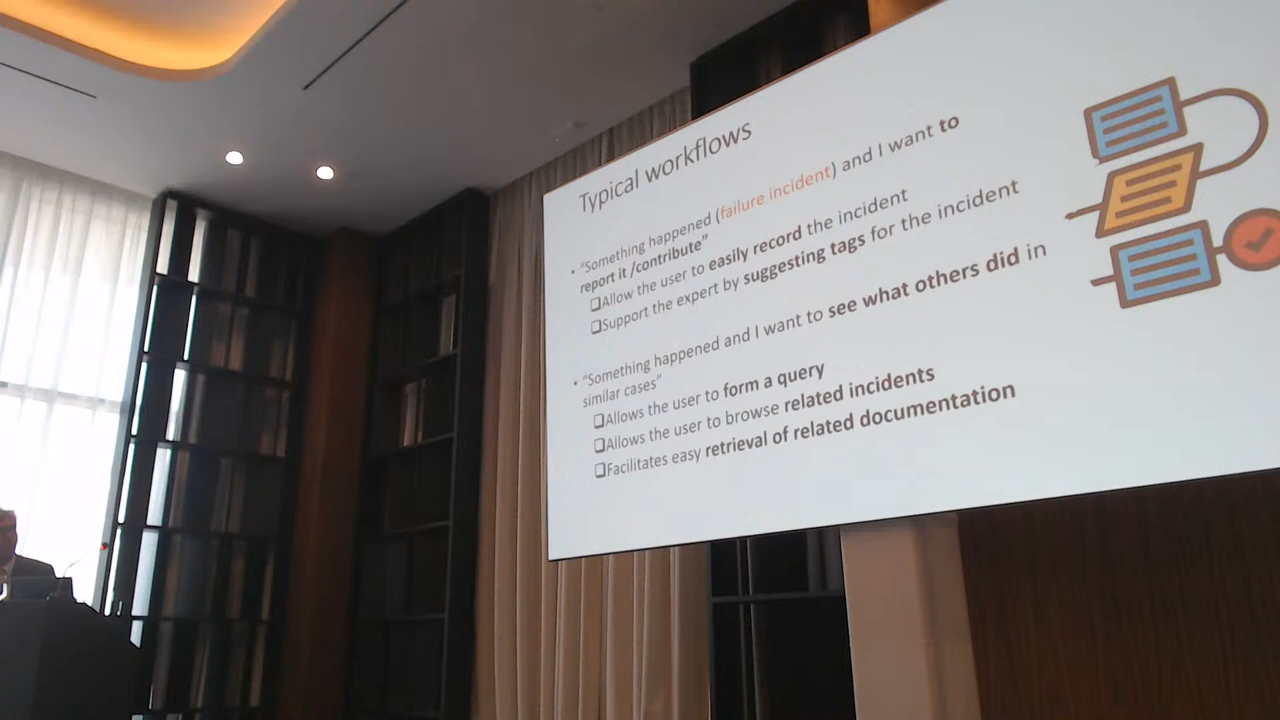 Typical workflows
• "Something happened (failure incident) and I want to
report it /contribute"
❑Allow the user to easily record the incident
❑Support the expert by suggesting tags for the incident
• "Something happened and I want to see what others did in
similar cases"
❑Allows the user to form a query
❑Allows the user to browse related incidents
❑Facilitates easy retrieval of related documentation